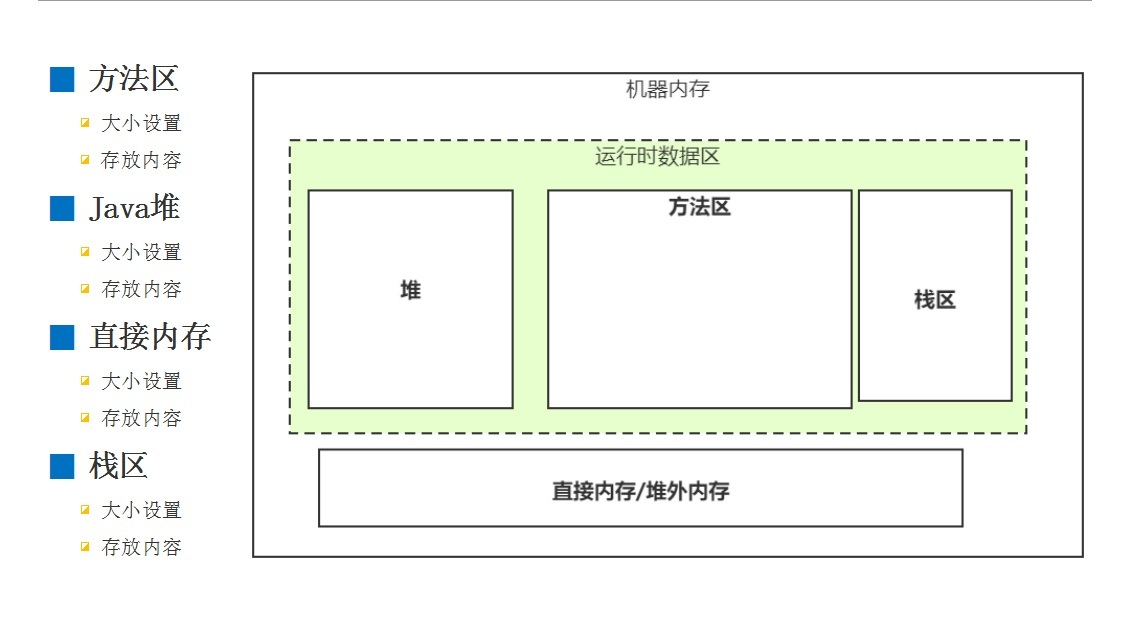 方法区
大小设置
存放内容
Java堆
大小设置
存放内容
直接内存
大小设置
存放内容
栈区
大小设置
存放内容
机器内存
运行时数据区
堆
方法区
栈区
直接内存/堆外内存